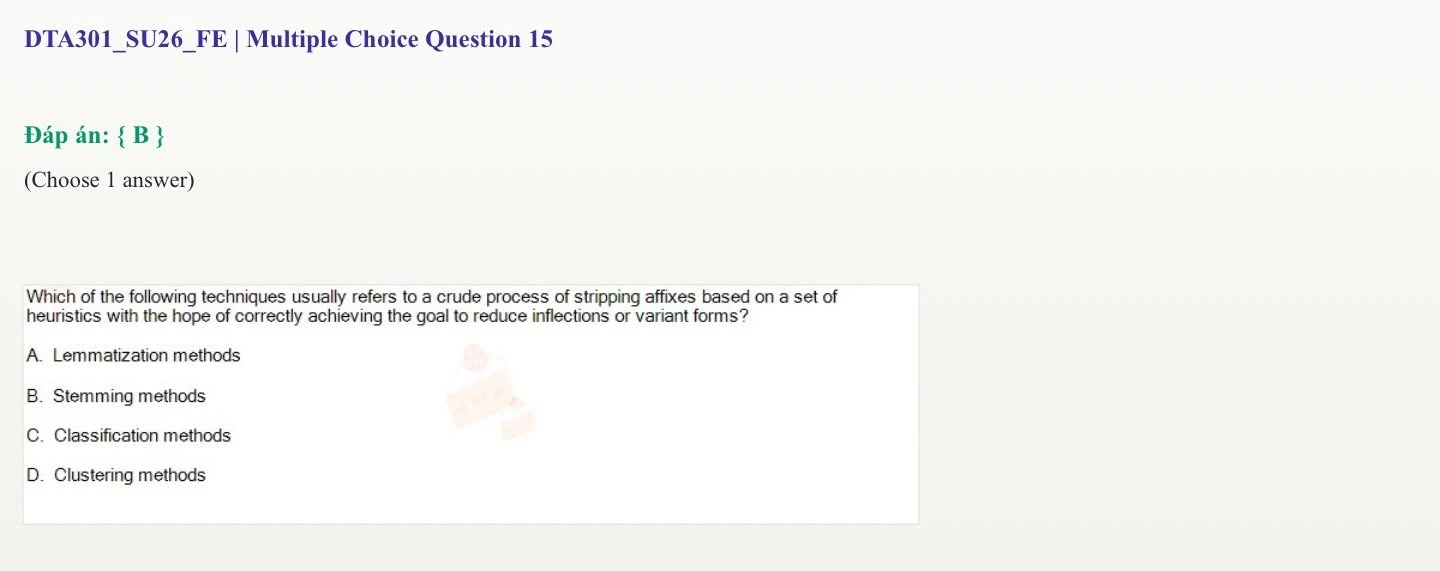 DTA301_SU26_FE | Multiple Choice Question 15
Đáp án: { B }
(Choose 1 answer)
Which of the following techniques usually refers to a crude process of stripping affixes based on a set of
heuristics with the hope of correctly achieving the goal to reduce inflections or variant forms?
A. Lemmatization methods
B. Stemming methods
C. Classification methods
D. Clustering methods